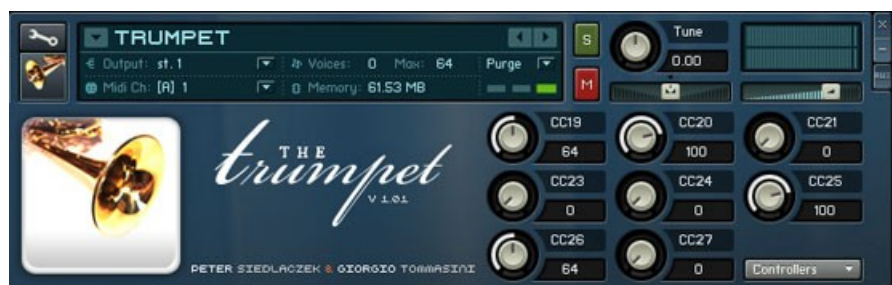 TRUMPET
S
Tune
0.00
Output: st. 1
Voices: 0 Max: 64
Purge
Midi Ch: [A] 1
Memory: 61.53 MB
M
THE
trumpet
V 1.01
PETER SIEDLACZEK & GIORGIO TOMMASINI
CC19
64
CC20
100
CC21
0
CC23
0
CC24
0
CC25
100
CC26
64
CC27
0
Controllers